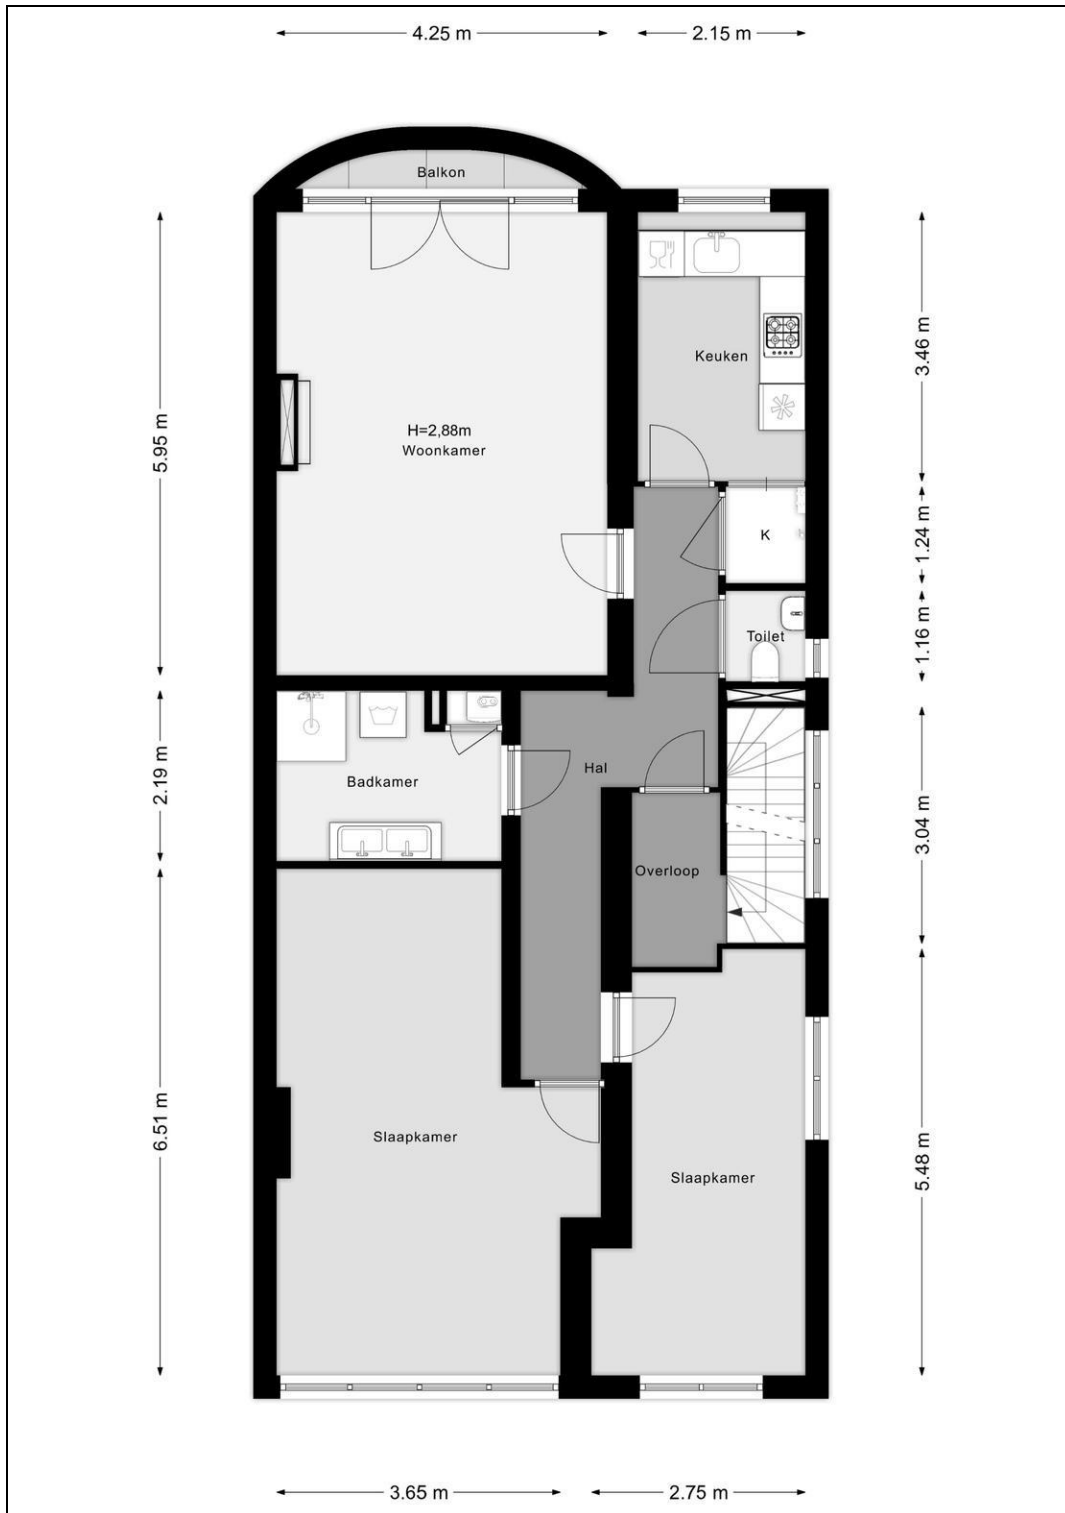 4.25 m
2.15 m
Balkon
Keuken
3.46 m
5.95 m
H=2,88m
Woonkamer
K
1.24 m
Toilet
1.16 m
2.19 m
Badkamer
Hal
3.04 m
Overloop
6.51 m
Slaapkamer
Slaapkamer
5.48 m
3.65 m
2.75 m